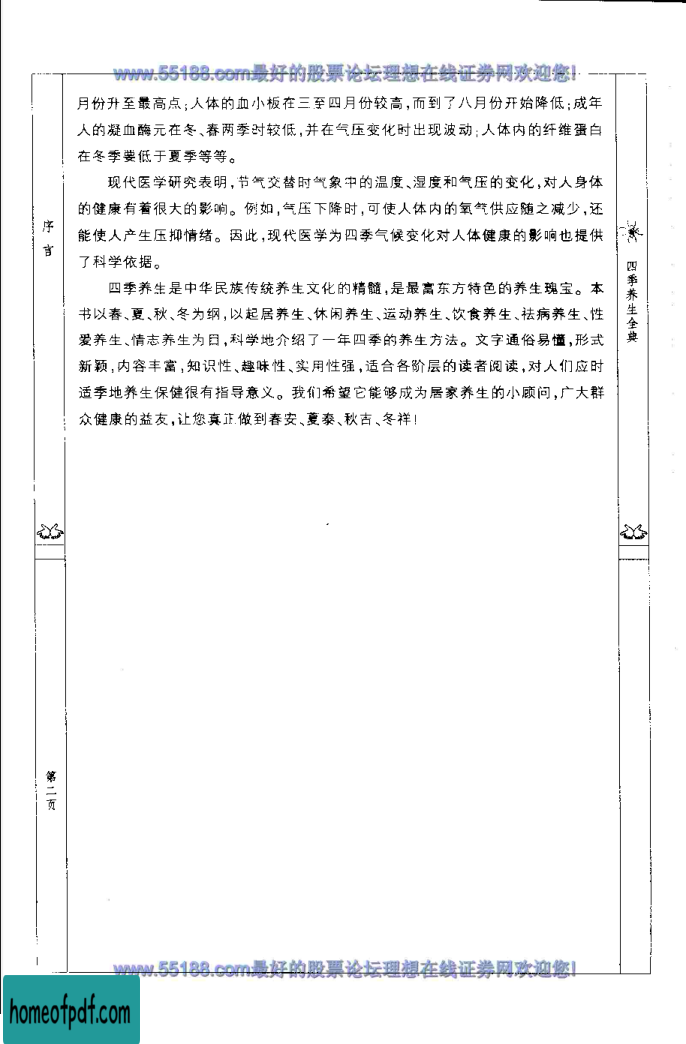 www.55188.com最好的股票论坛理想在线证券网欢迎您!
月份升至最高点;人体的血小板在三至四月份较高,而到了八月份开始降低;成年
人的凝血酶元在冬、春两季时较低,并在气压变化时出现波动;人体内的纤维蛋白
在冬季要低于夏季等等。
现代医学研究表明,节气交替时气象中的温度、湿度和气压的变化,对人身体
的健康有着很大的影响。例如,气压下降时,可使人体内的氧气供应随之减少,还
能使人产生压抑情绪。因此,现代医学为四季气候变化对人体健康的影响也提供
了科学依据。
四季养生是中华民族传统养生文化的精髓,是最富东方特色的养生瑰宝。本
书以春、夏、秋、冬为纲,以起居养生、休闲养生、运动养生、饮食养生、祛病养生、性
爱养生、情志养生为目,科学地介绍了一年四季的养生方法。文字通俗易懂,形式
新颖,内容丰富,知识性、趣味性、实用性强,适合各阶层的读者阅读,对人们应时
适季地养生保健很有指导意义。我们希望它能够成为居家养生的小顾问,广大群
众健康的益友,让您真正做到春安、夏泰、秋吉、冬祥!
序言
四季养生全典
第二页
www.55188.com最好的股票论坛理想在线证券网欢迎您!
homeofpdf.com